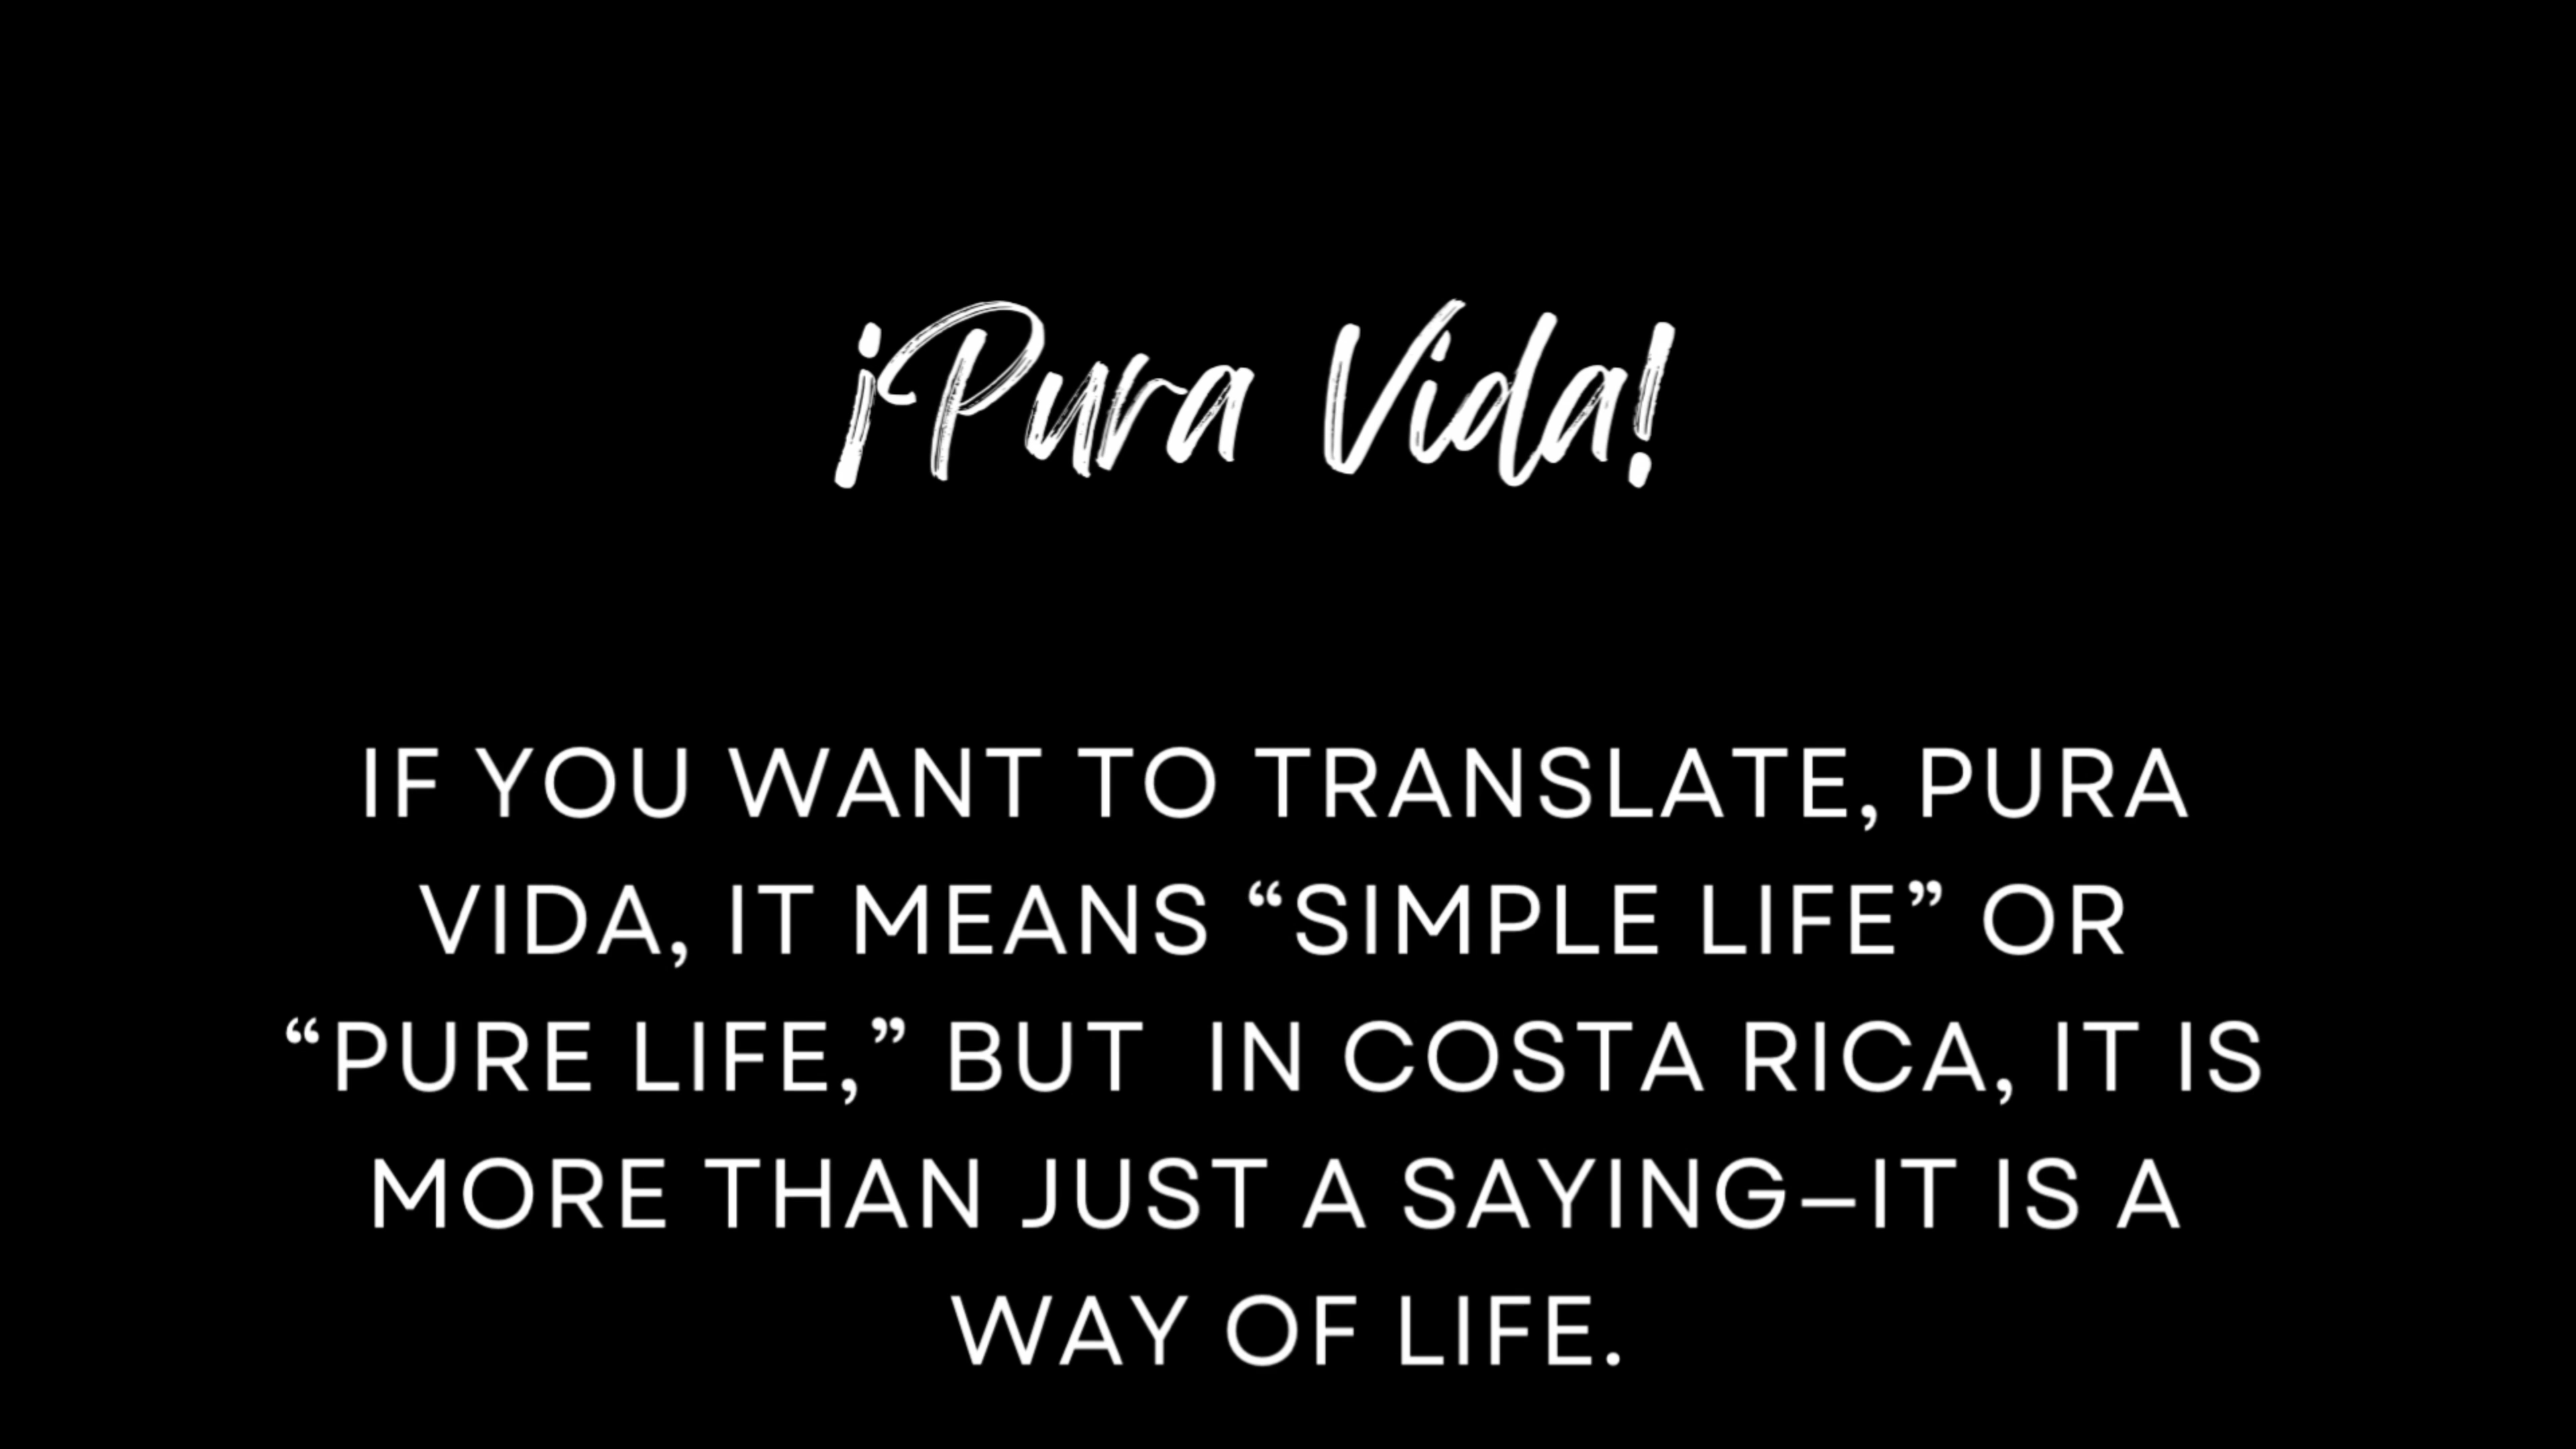 ¡Pura Vida!
IF YOU WANT TO TRANSLATE, PURA
VIDA, IT MEANS “SIMPLE LIFE” OR
“PURE LIFE,” BUT  IN COSTA RICA, IT IS
MORE THAN JUST A SAYING—IT IS A
WAY OF LIFE.